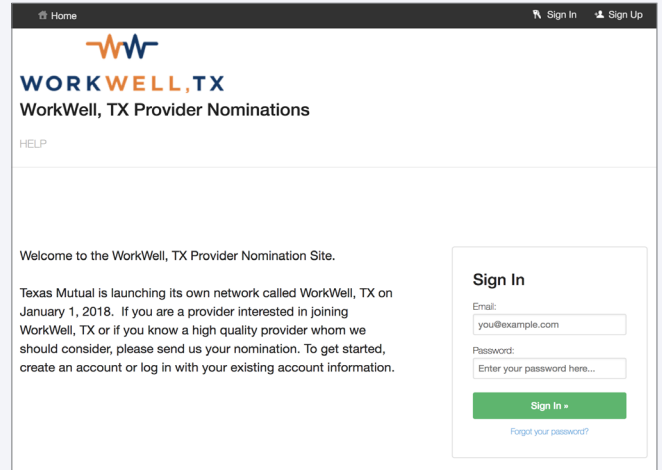 Home
Sign In
Sign Up
WORKWELL,TX
WorkWell, TX Provider Nominations
HELP
Welcome to the WorkWell, TX Provider Nomination Site.
Texas Mutual is launching its own network called WorkWell, TX on
January 1, 2018.  If you are a provider interested in joining
WorkWell, TX or if you know a high quality provider whom we
should consider, please send us your nomination. To get started,
create an account or log in with your existing account information.
Sign In
Email:
you@example.com
Password:
Enter your password here...
Sign In »
Forgot your password?